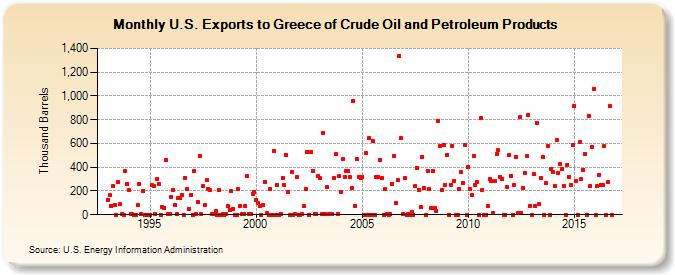 Monthly U.S. Exports to Greece of Crude Oil and Petroleum Products
Thousand Barrels
1,400
1,200
1,000
800
600
400
200
0
1995 2000 2005 2010 2015
Source: U.S. Energy Information Administration